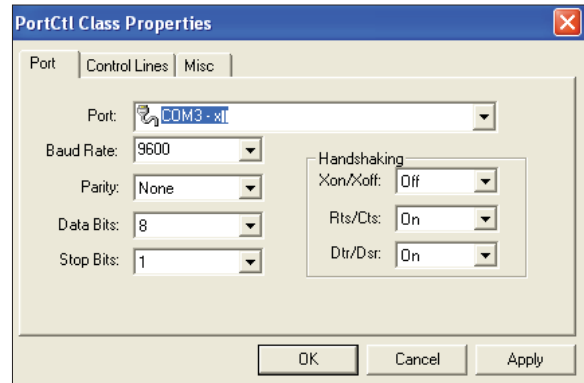 PortCtl Class Properties
Port
Control Lines
Misc
Port: COM3 - x
Baud Rate: 9600
Parity: None
Data Bits: 8
Stop Bits: 1
Handshaking
Xon/Xoff: Off
Rts/Cts: On
Dtr/Dsr: On
OK
Cancel
Apply